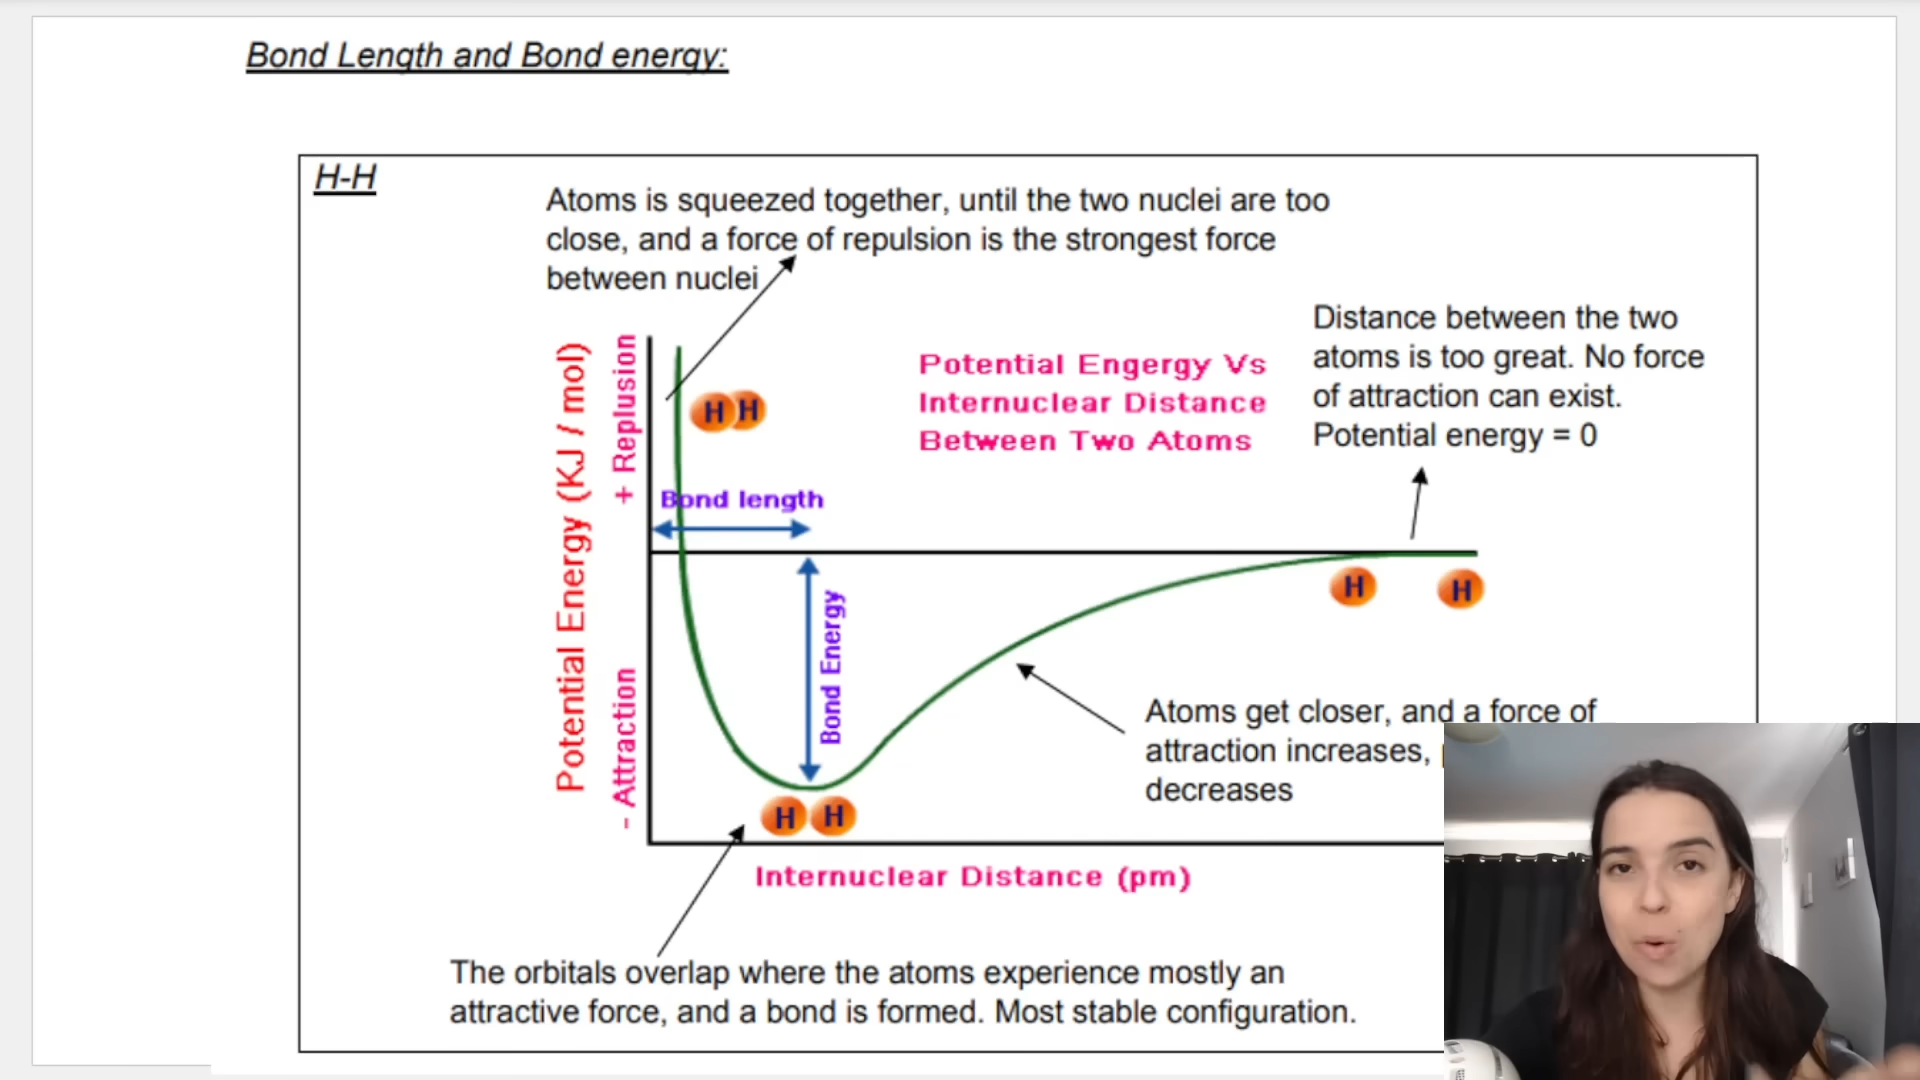 Bond Length and Bond energy:
H-H
Atoms is squeezed together, until the two nuclei are too
close, and a force of repulsion is the strongest force
between nuclei
Distance between the two
atoms is too great. No force
of attraction can exist.
Potential energy = 0
Potential Engergy Vs
Internuclear Distance
Between Two Atoms
Potential Energy (KJ / mol)
+ Replusion
- Attraction
H H
Bond length
Bond Energy
H H
Atoms get closer, and a force of
attraction increases,
decreases
H H
Internuclear Distance (pm)
The orbitals overlap where the atoms experience mostly an
attractive force, and a bond is formed. Most stable configuration.